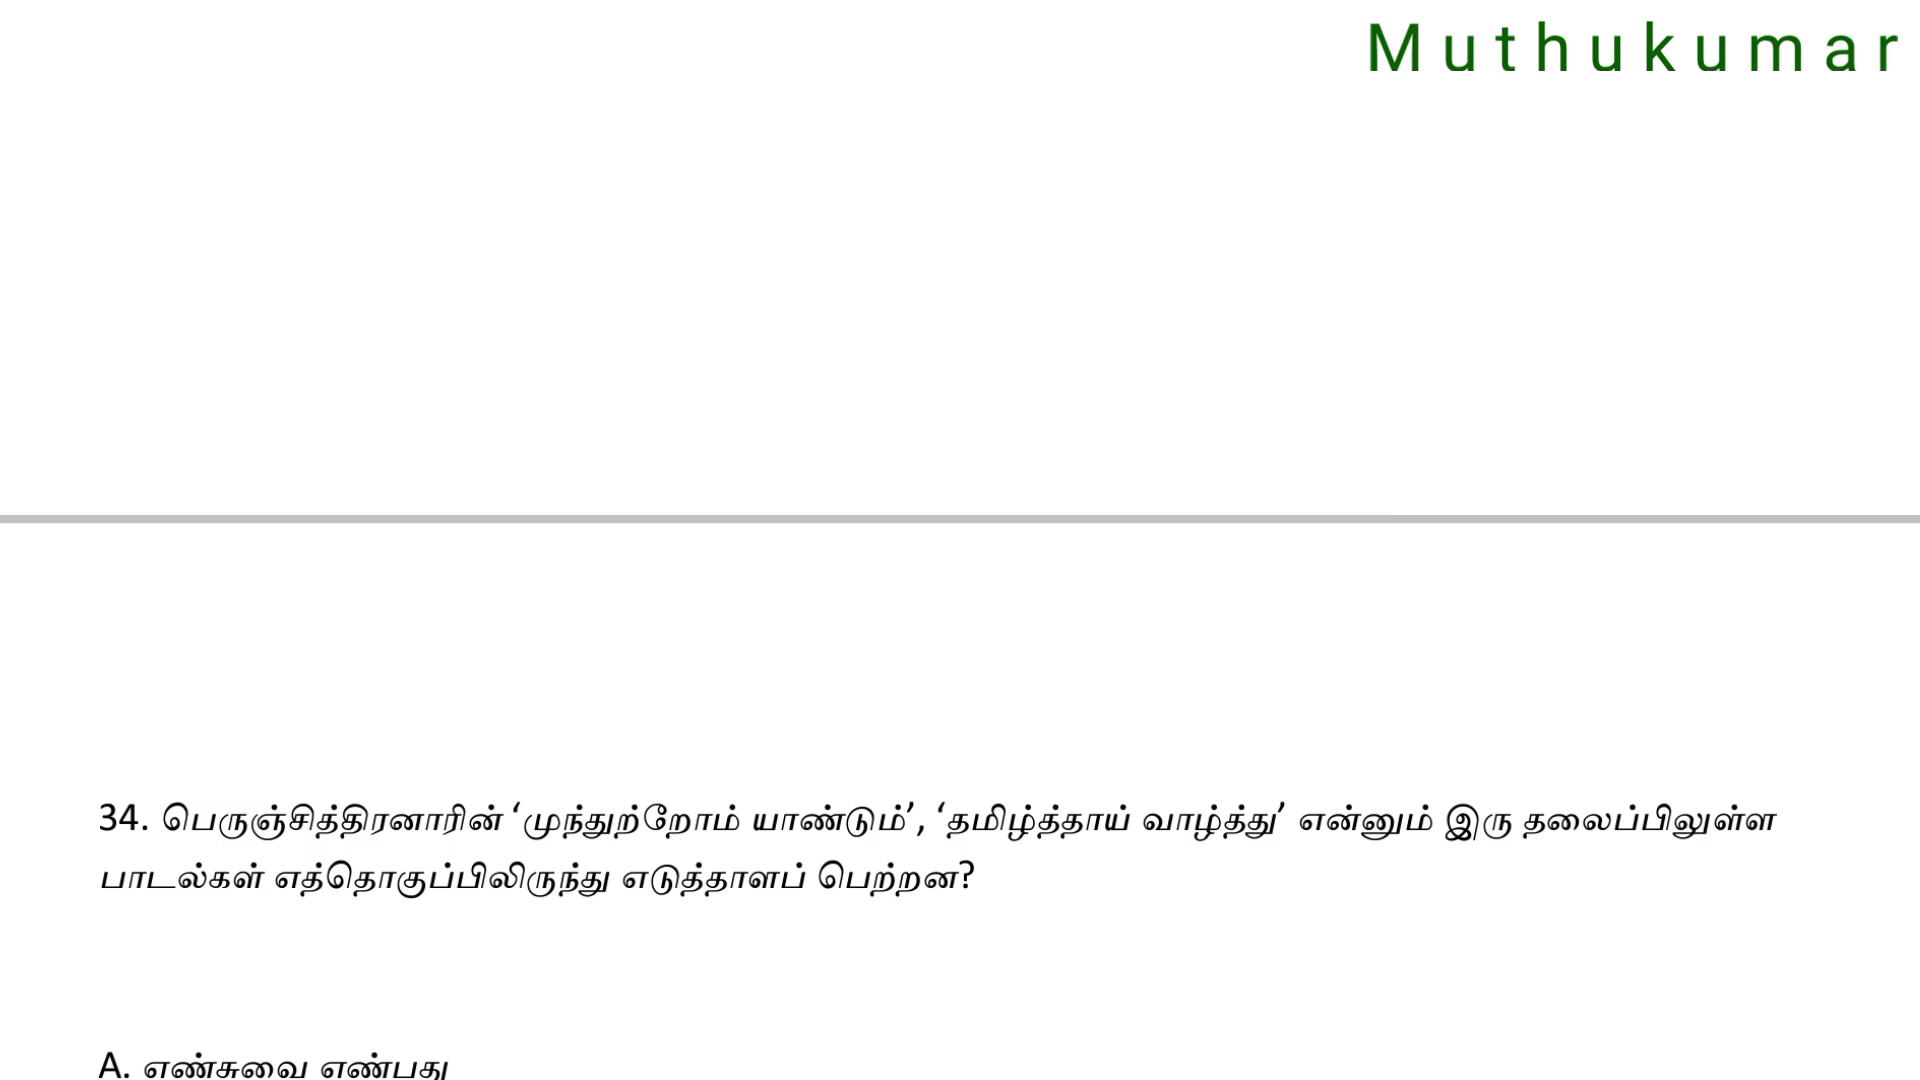 Muthukumar
34. பெருஞ்சித்திரனாரின் ‘முந்துற்றோம் யாண்டும்’, ‘தமிழ்த்தாய் வாழ்த்து’ என்னும் இரு தலைப்பிலுள்ள
பாடல்கள் எத்தொகுப்பிலிருந்து எடுத்தாளப் பெற்றன?
A. எண்சுவை எண்பது